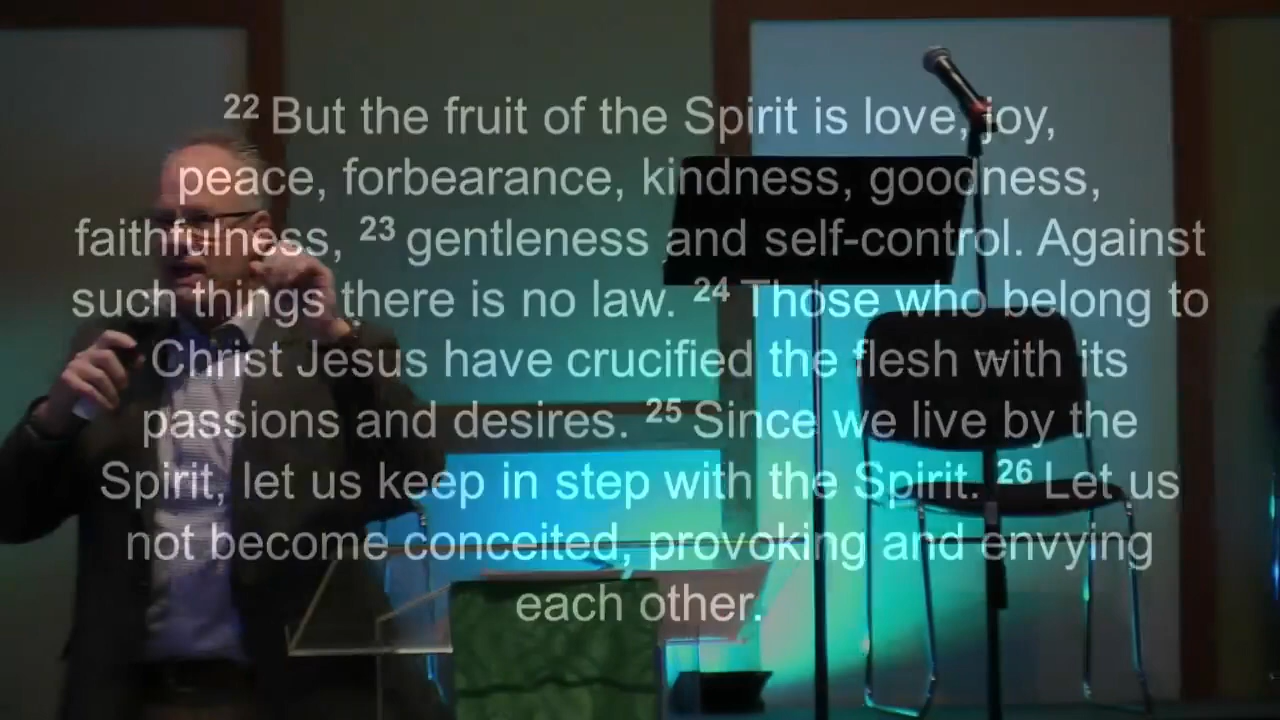 22 But the fruit of the Spirit is love, joy,
peace, forbearance, kindness, goodness,
faithfulness, 23 gentleness and self-control. Against
such things there is no law. 24 Those who belong to
Christ Jesus have crucified the flesh with its
passions and desires. 25 Since we live by the
Spirit, let us keep in step with the Spirit. 26 Let us
not become conceited, provoking and envying
each other.